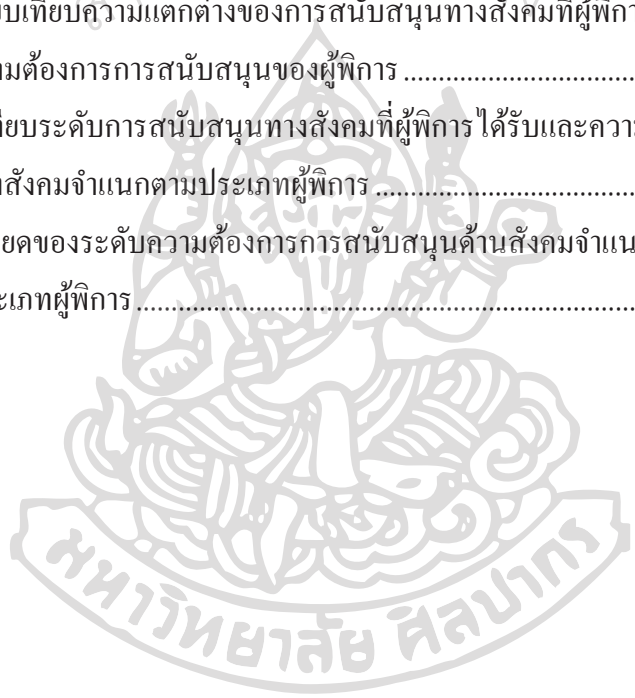 บเทียบความแตกต่างของการสนับสนุนทางสังคมที่ผู้พิกา
ามต้องการการสนับสนุนของผู้พิการ
ทียบระดับการสนับสนุนทางสังคมที่ผู้พิการได้รับและควา
สังคมจำแนกตามประเภทผู้พิการ
ยดของระดับความต้องการการสนับสนุนด้านสังคมจำแน
ะเภทผู้พิการ
มหาวิทยาลัย ศิลปากร